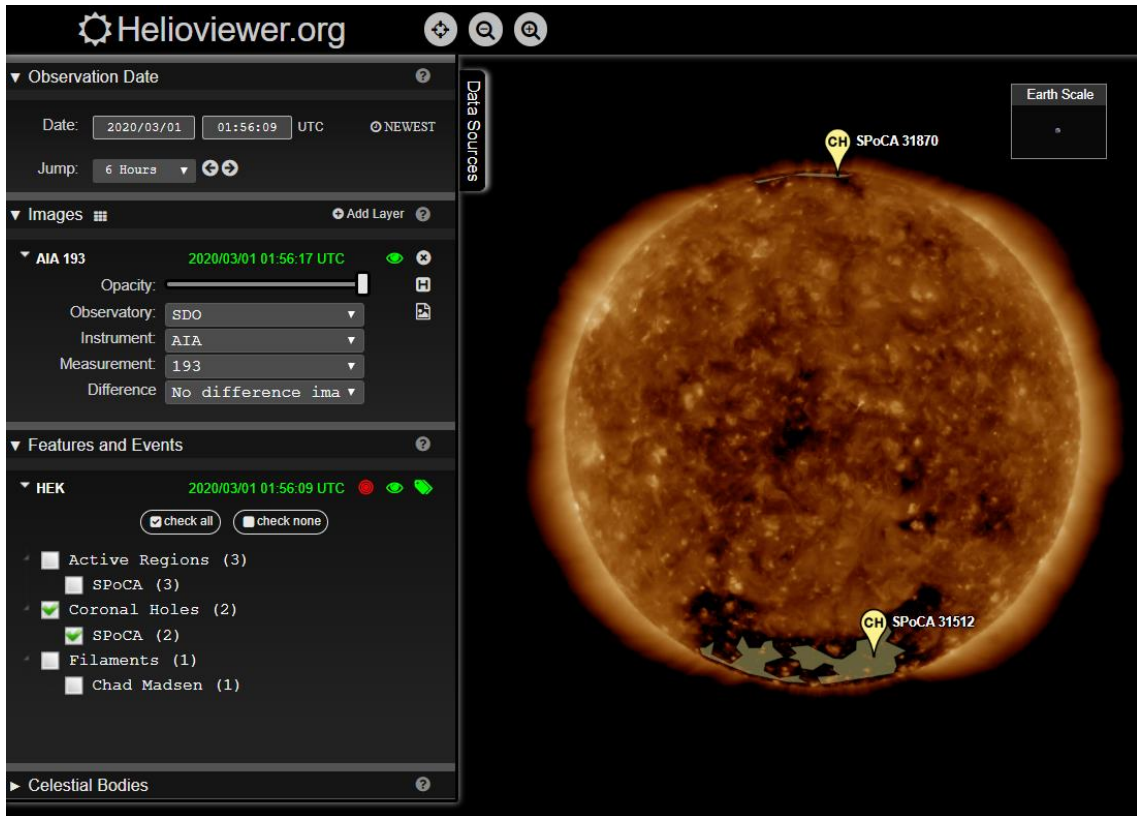 Helioviewer.org
Observation Date
Date: 2020/03/01 01:56:09 UTC NEWEST
Jump: 6 Hours
Images Add Layer
AIA 193 2020/03/01 01:56:17 UTC
Opacity:
Observatory: SDO
Instrument: AIA
Measurement: 193
Difference No difference ima
Features and Events
HEK 2020/03/01 01:56:09 UTC
check all check none
Active Regions (3)
SPoCA (3)
Coronal Holes (2)
SPoCA (2)
Filaments (1)
Chad Madsen (1)
Celestial Bodies
Data Sources
Earth Scale
CH SPoCA 31870
CH SPoCA 31512